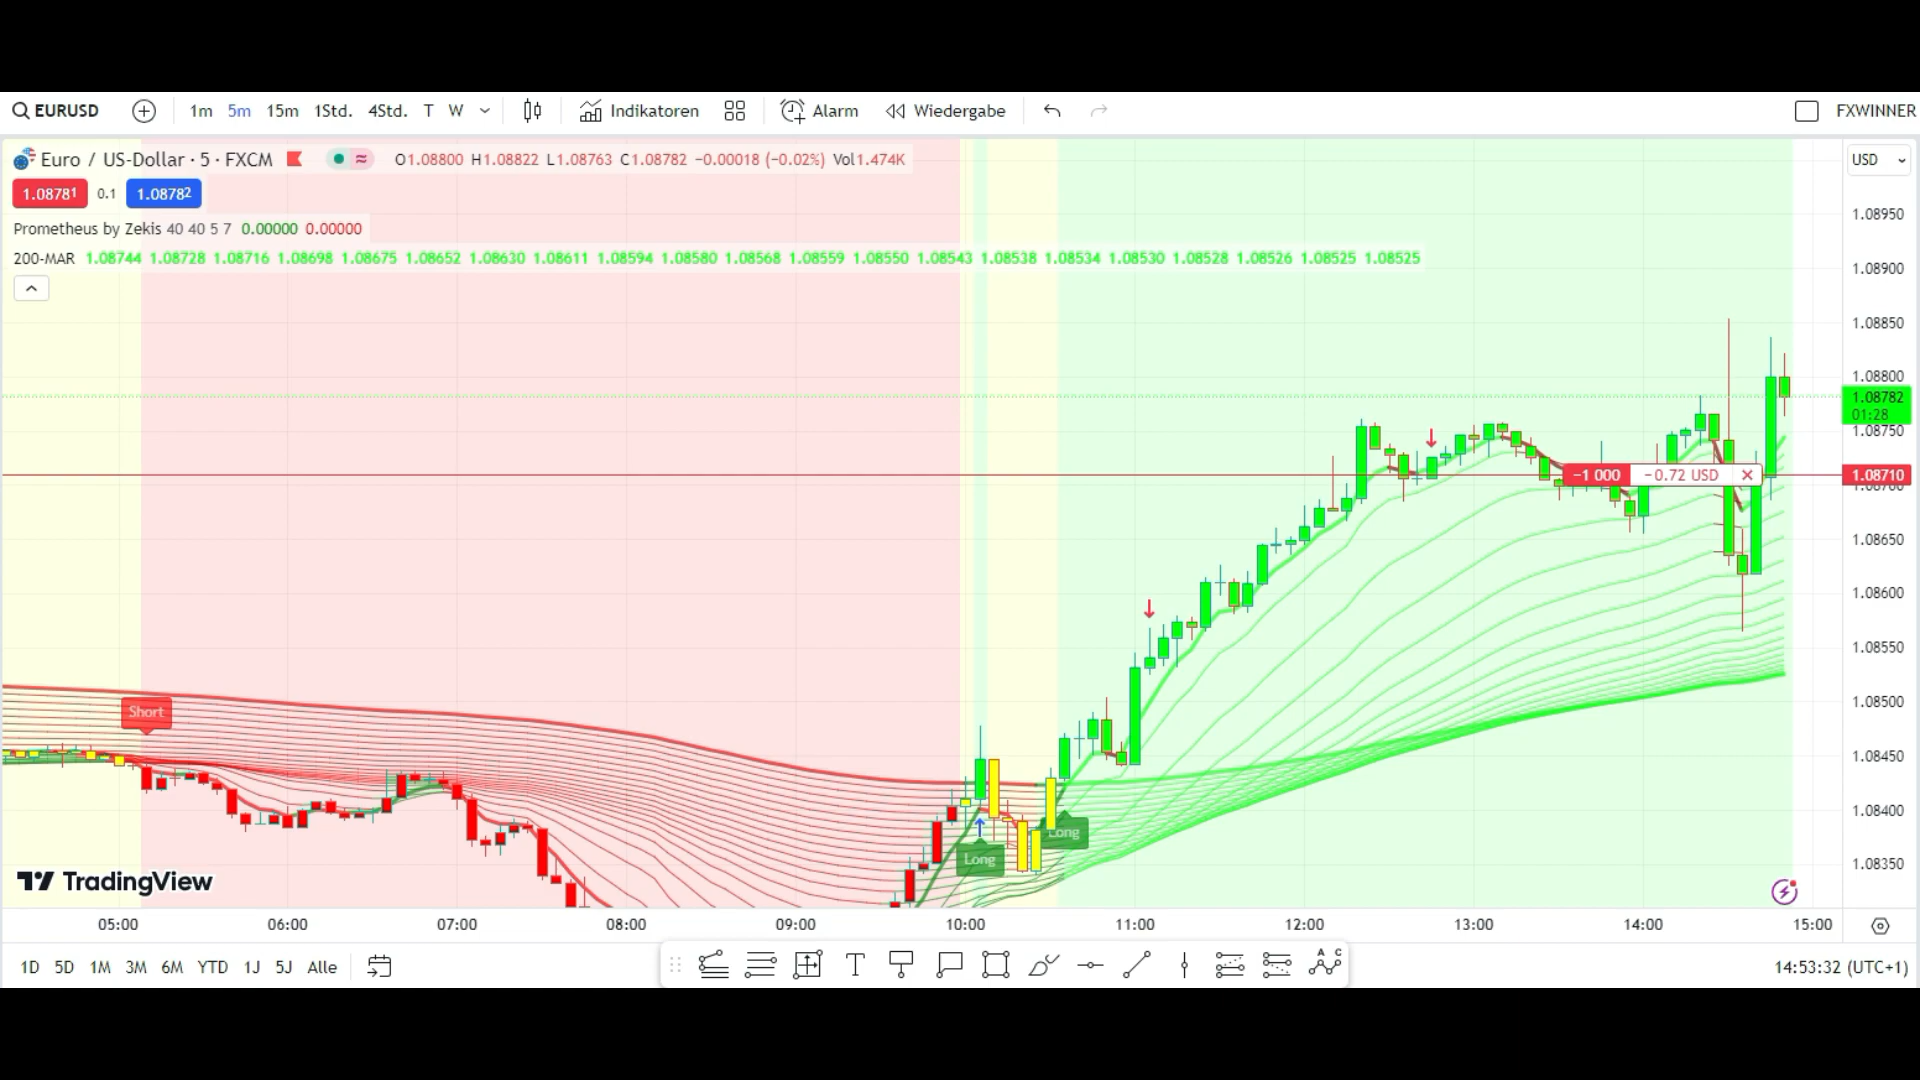 EURUSD 1m 5m 15m 1Std. 4Std. T W Indikatoren Alarm Wiedergabe FXWINNER
Euro / US-Dollar · 5 · FXCM O1.08800 H1.08822 L1.08763 C1.08782 −0.00018 (−0.02%) Vol1.474K USD
1.08781 0.1 1.08782
1.08950
Prometheus by Zekis 40 40 5 7 0.00000 0.00000
200-MAR 1.08744 1.08728 1.08716 1.08698 1.08675 1.08652 1.08630 1.08611 1.08594 1.08580 1.08568 1.08559 1.08550 1.08543 1.08538 1.08534 1.08530 1.08528 1.08526 1.08525 1.08525
1.08900
1.08850
1.08800
1.08782
01:28
1.08750
−1 000 −0.72 USD 1.08710
1.08700
1.08650
1.08600
1.08550
1.08500
Short
1.08450
1.08400
Long
Long
1.08350
TradingView
05:00 06:00 07:00 08:00 09:00 10:00 11:00 12:00 13:00 14:00 15:00
1D 5D 1M 3M 6M YTD 1J 5J Alle 14:53:32 (UTC+1)